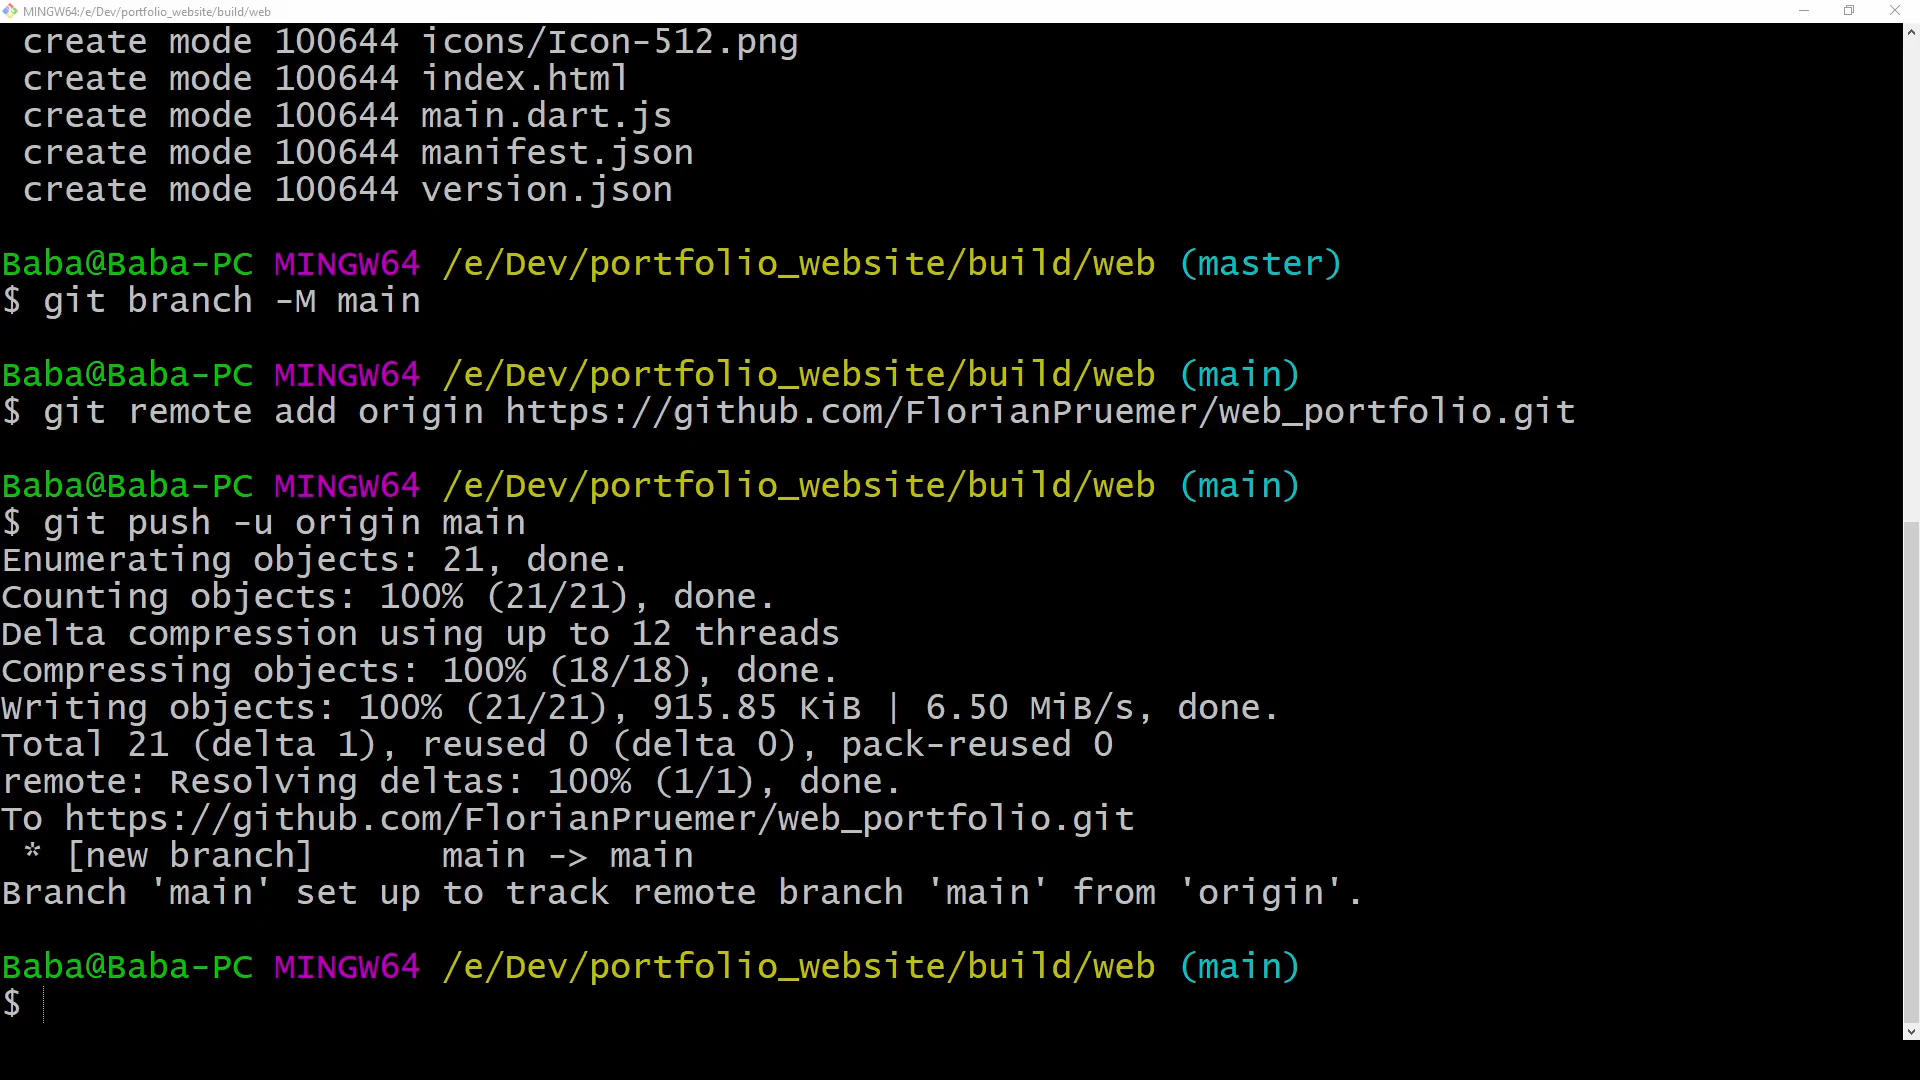 MINGW64:/e/Dev/portfolio_website/build/web
create mode 100644 icons/Icon-512.png
create mode 100644 index.html
create mode 100644 main.dart.js
create mode 100644 manifest.json
create mode 100644 version.json
Baba@Baba-PC MINGW64 /e/Dev/portfolio_website/build/web (master)
$ git branch -M main
Baba@Baba-PC MINGW64 /e/Dev/portfolio_website/build/web (main)
$ git remote add origin https://github.com/FlorianPruemer/web_portfolio.git
Baba@Baba-PC MINGW64 /e/Dev/portfolio_website/build/web (main)
$ git push -u origin main
Enumerating objects: 21, done.
Counting objects: 100% (21/21), done.
Delta compression using up to 12 threads
Compressing objects: 100% (18/18), done.
Writing objects: 100% (21/21), 915.85 KiB | 6.50 MiB/s, done.
Total 21 (delta 1), reused 0 (delta 0), pack-reused 0
remote: Resolving deltas: 100% (1/1), done.
To https://github.com/FlorianPruemer/web_portfolio.git
* [new branch]      main -> main
Branch 'main' set up to track remote branch 'main' from 'origin'.
Baba@Baba-PC MINGW64 /e/Dev/portfolio_website/build/web (main)
$